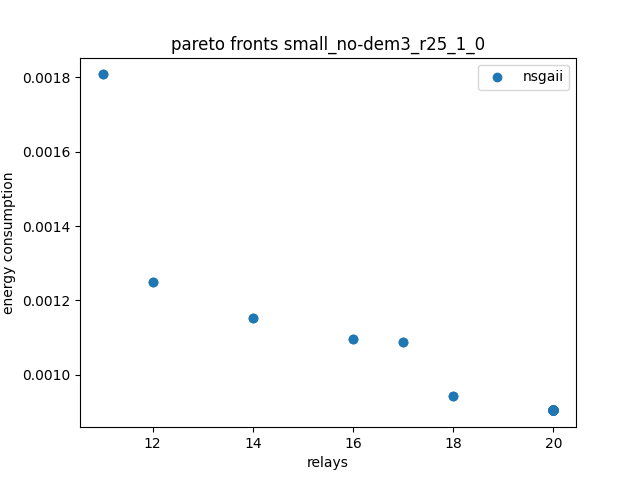 pareto fronts small_no-dem3_r25_1_0
nsgaii
0.0018
0.0016
0.0014
0.0012
0.0010
energy consumption
12 14 16 18 20
relays